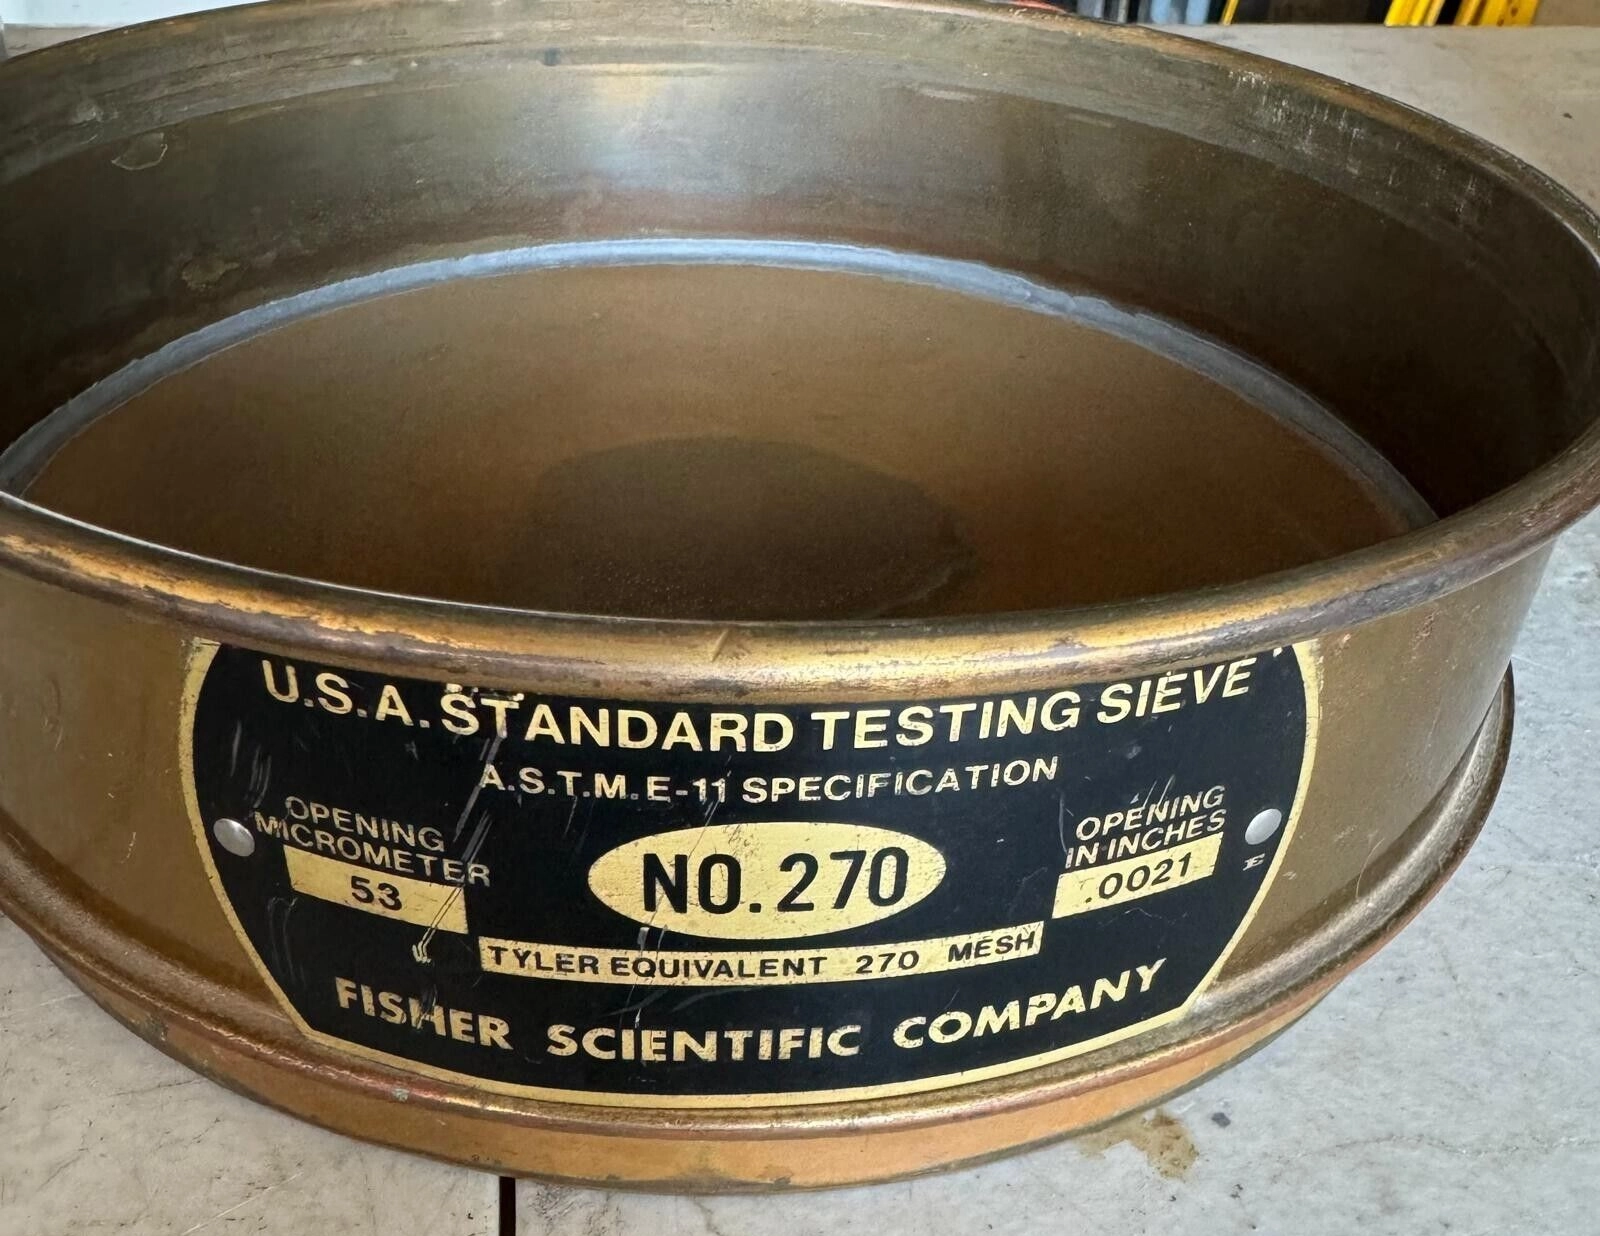 U.S.A. STANDARD TESTING SIEVE
A.S.T.M. E-11 SPECIFICATION
OPENING
MICROMETER
53
NO. 270
OPENING
IN INCHES
.0021
E
TYLER EQUIVALENT 270 MESH
FISHER SCIENTIFIC COMPANY